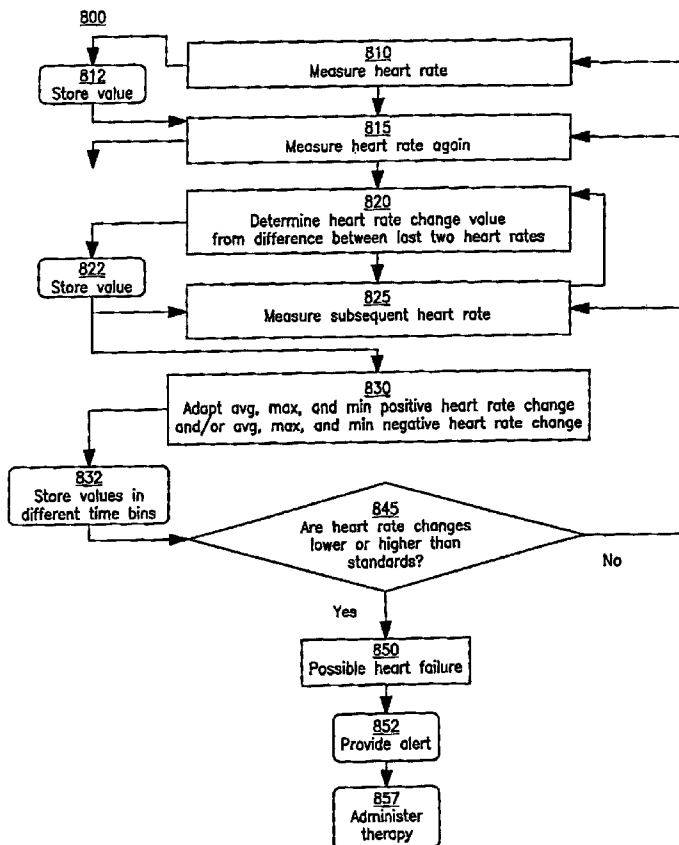 800
810
Measure heart rate
812
Store value
815
Measure heart rate again
820
Determine heart rate change value
from difference between last two heart rates
822
Store value
825
Measure subsequent heart rate
830
Adapt avg, max, and min positive heart rate change
and/or avg, max, and min negative heart rate change
832
Store values in
different time bins
845
Are heart rate changes
lower or higher than
standards?
No
Yes
850
Possible heart failure
852
Provide alert
857
Administer
therapy